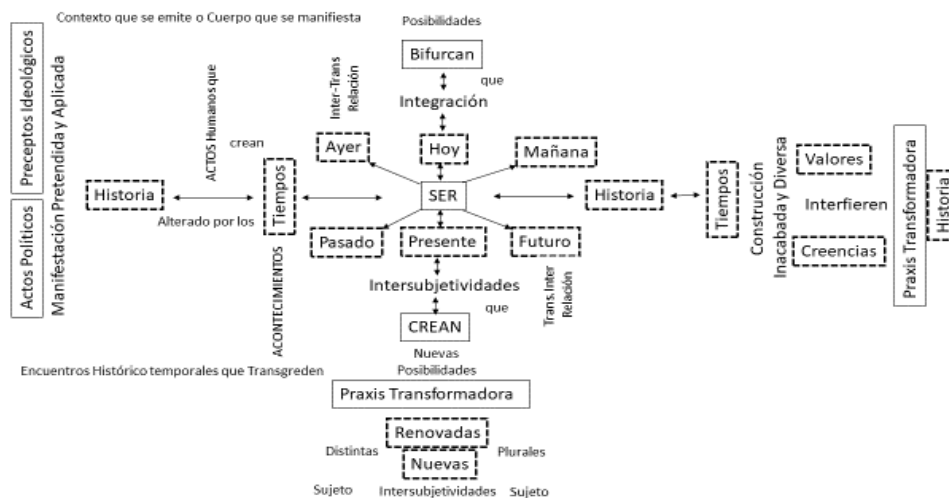 Contexto que se emite o Cuerpo que se manifiesta
Posibilidades
Preceptos Ideológicos
Actos Políticos
Manifestación Pretendida y Aplicada
Bifurcan
que
Integración
ACTOS Humanos que
crean
Inter-Trans
Relación
Ayer
Hoy
Mañana
Historia
Alterado por los
Tiempos
SER
Historia
Tiempos
Construcción
Inacabada y Diversa
Valores
Interfieren
Creencias
Praxis Transformadora
Historia
Pasado
Presente
Futuro
ACONTECIMIENTOS
Intersubjetividades
que
Trans.Inter
Relación
CREAN
Nuevas
Posibilidades
Encuentros Histórico temporales que Transgreden
Praxis Transformadora
Renovadas
Distintas
Plurales
Nuevas
Sujeto
Intersubjetividades
Sujeto